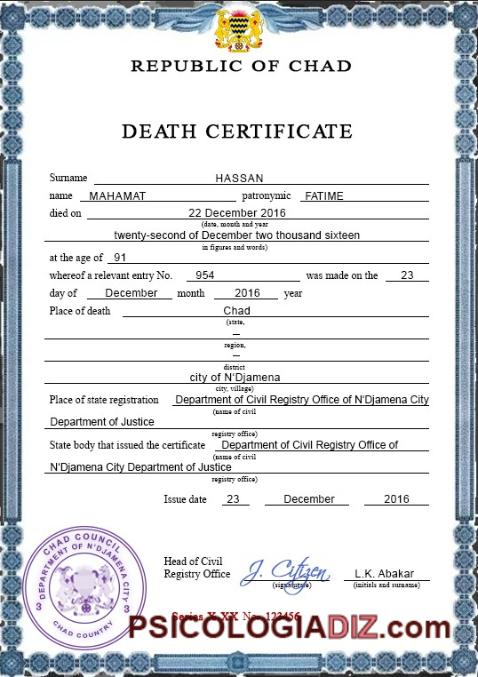 REPUBLIC OF CHAD
DEATH CERTIFICATE
Surname HASSAN
name MAHAMAT patronymic FATIME
died on 22 December 2016
(date, month and year
twenty-second of December two thousand sixteen
in figures and words)
at the age of 91
whereof a relevant entry No. 954 was made on the 23
day of December month 2016 year
Place of death Chad
(state,
—
region,
—
district
city of N'Djamena
city, village)
Place of state registration Department of Civil Registry Office of N'Djamena City
(name of civil
Department of Justice
registry office)
State body that issued the certificate Department of Civil Registry Office of
(name of civil
N'Djamena City Department of Justice
registry office)
Issue date 23 December 2016
CHAD COUNCIL
DEPARTMENT OF N'DJAMENA CITY
3 3
CHAD COUNTRY
Head of Civil
Registry Office J. Citizen L.K. Abakar
(signature) (initials and surname)
Series X XX No. 123456
PSICOLOGIADIZ.com